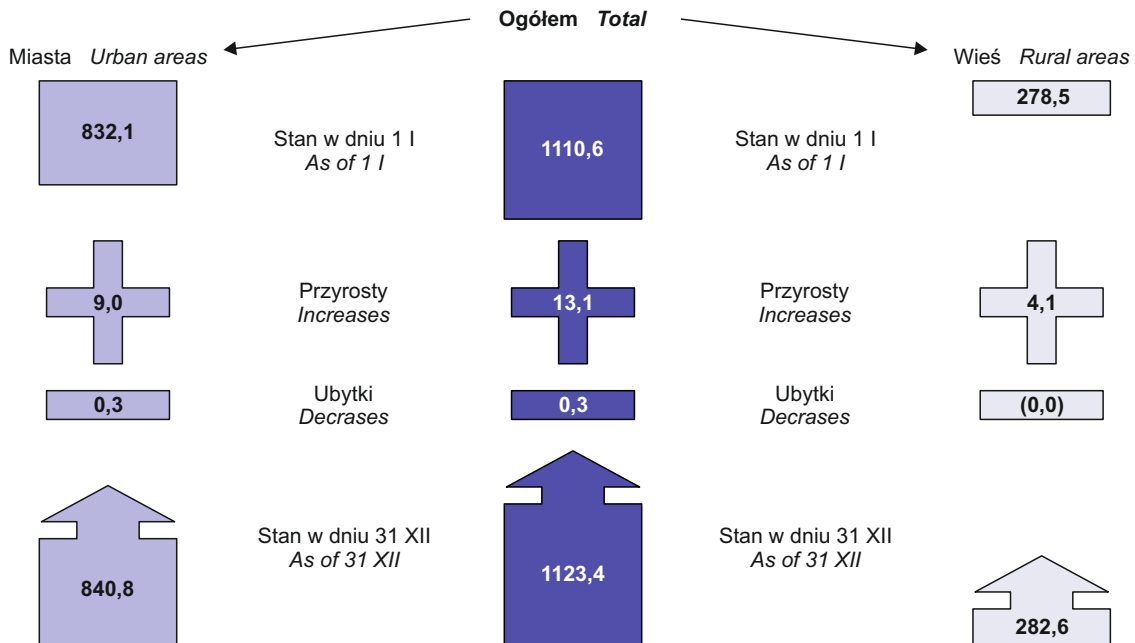 Ogółem Total
Miasta Urban areas
Wieś Rural areas
832,1
Stan w dniu 1 I
As of 1 I
1110,6
Stan w dniu 1 I
As of 1 I
278,5
9,0
Przyrosty
Increases
13,1
Przyrosty
Increases
4,1
0,3
Ubytki
Decrases
0,3
Ubytki
Decrases
(0,0)
840,8
Stan w dniu 31 XII
As of 31 XII
1123,4
Stan w dniu 31 XII
As of 31 XII
282,6